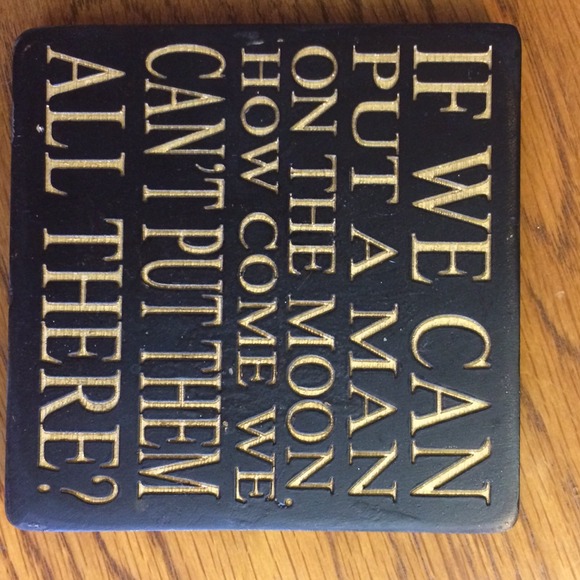 IF WE CAN
PUT A MAN
ON THE MOON
HOW COME WE
CAN'T PUT THEM
ALL THERE?